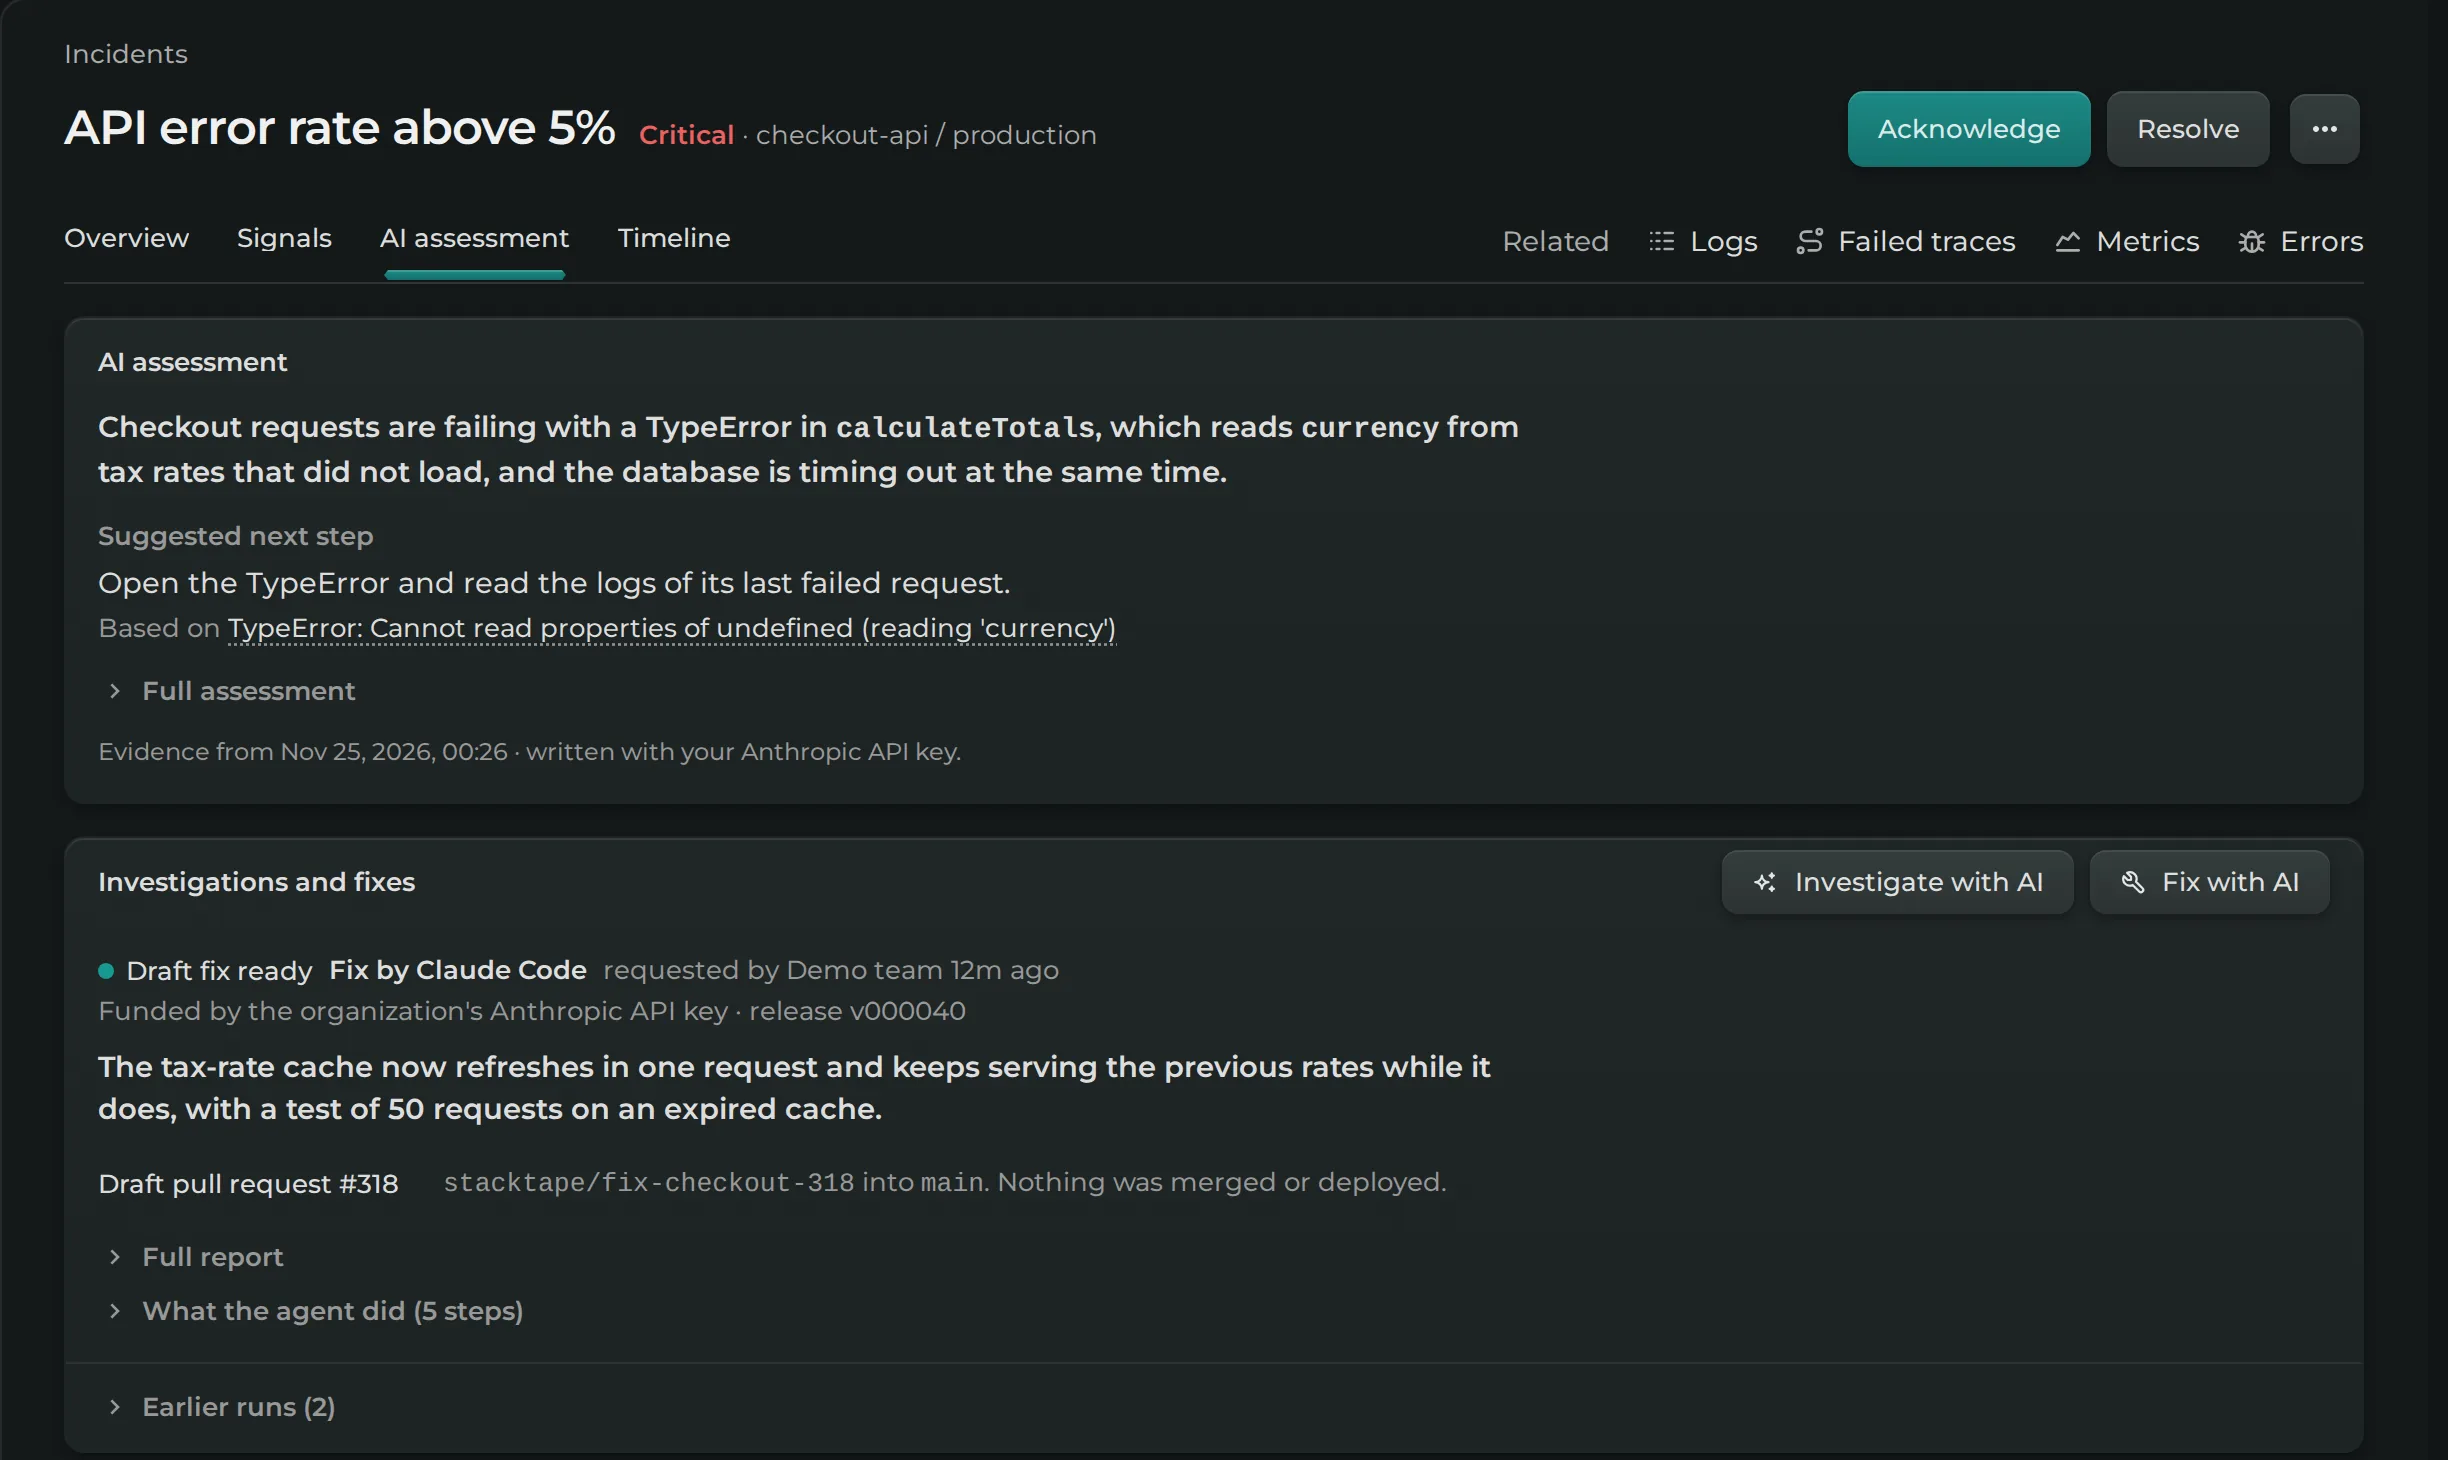 Incidents
API error rate above 5% Critical · checkout-api / production
Acknowledge
Resolve
Overview Signals AI assessment Timeline
Related Logs Failed traces Metrics Errors
AI assessment
Checkout requests are failing with a TypeError in calculateTotals, which reads currency from
tax rates that did not load, and the database is timing out at the same time.
Suggested next step
Open the TypeError and read the logs of its last failed request.
Based on TypeError: Cannot read properties of undefined (reading 'currency')
Full assessment
Evidence from Nov 25, 2026, 00:26 · written with your Anthropic API key.
Investigations and fixes
Investigate with AI
Fix with AI
Draft fix ready Fix by Claude Code requested by Demo team 12m ago
Funded by the organization's Anthropic API key · release v000040
The tax-rate cache now refreshes in one request and keeps serving the previous rates while it
does, with a test of 50 requests on an expired cache.
Draft pull request #318 stacktape/fix-checkout-318 into main. Nothing was merged or deployed.
Full report
What the agent did (5 steps)
Earlier runs (2)